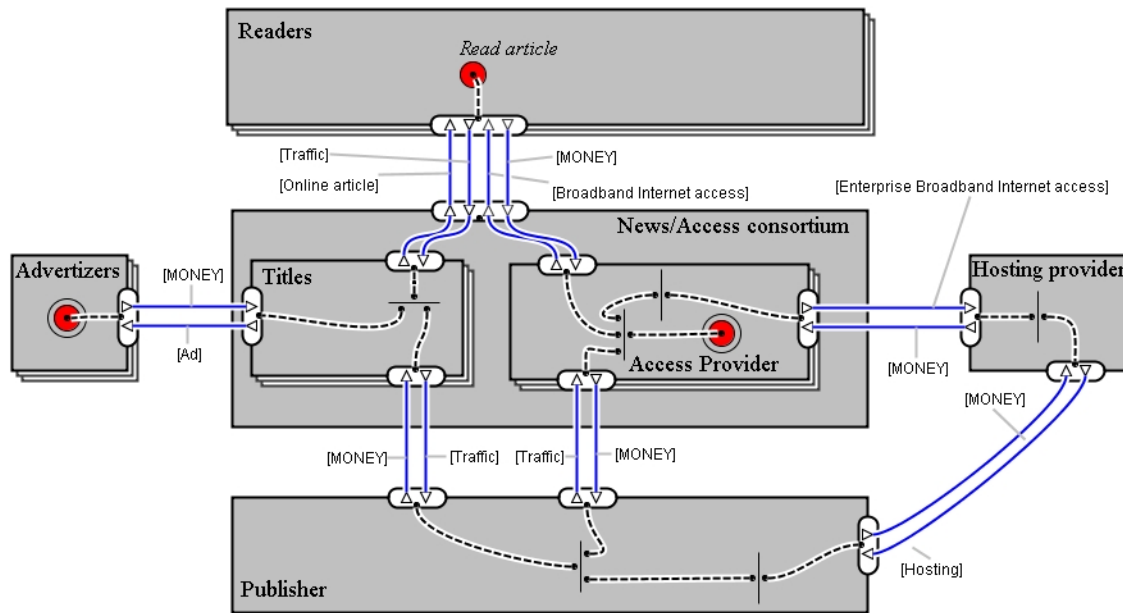 Readers
Read article
[Traffic]
[MONEY]
[Online article]
[Broadband Internet access]
[Enterprise Broadband Internet access]
News/Access consortium
Advertizers
[MONEY]
Titles
Hosting provider
[Ad]
Access Provider
[MONEY]
[MONEY]
[MONEY]
[Traffic]
[Traffic]
[MONEY]
[Hosting]
Publisher